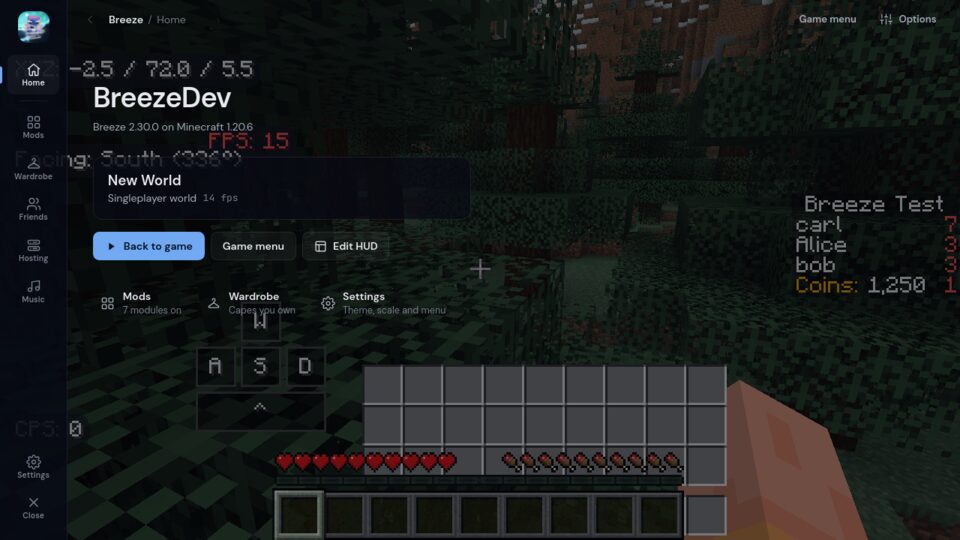 Breeze / Home
Game menu
Options
XYZ: -2.5 / 72.0 / 5.5
Home
BreezeDev
Breeze 2.30.0 on Minecraft 1.20.6
FPS: 15
Mods
Facing: South (336°)
Wardrobe
New World
Singleplayer world 14 fps
Friends
Hosting
Music
Back to game
Game menu
Edit HUD
Breeze Test
carl 7
Alice 3
bob 3
Coins: 1,250 1
Mods
7 modules on
Wardrobe
Capes you own
Settings
Theme, scale and menu
W
A S D
^
CPS: 0
Settings
Close